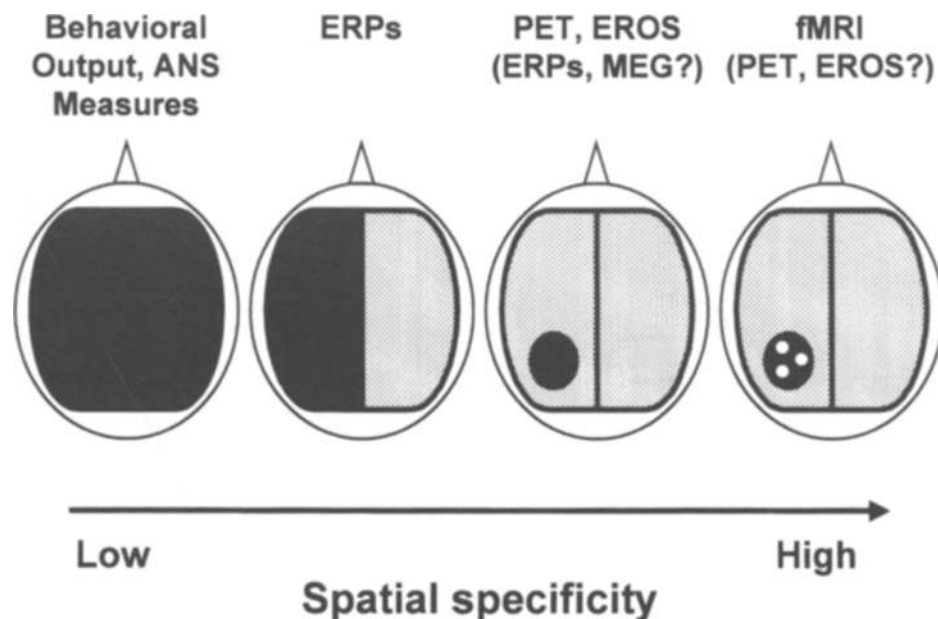 Behavioral
Output, ANS
Measures
ERPs
PET, EROS
(ERPs, MEG?)
fMRI
(PET, EROS?)
Low
High
Spatial specificity